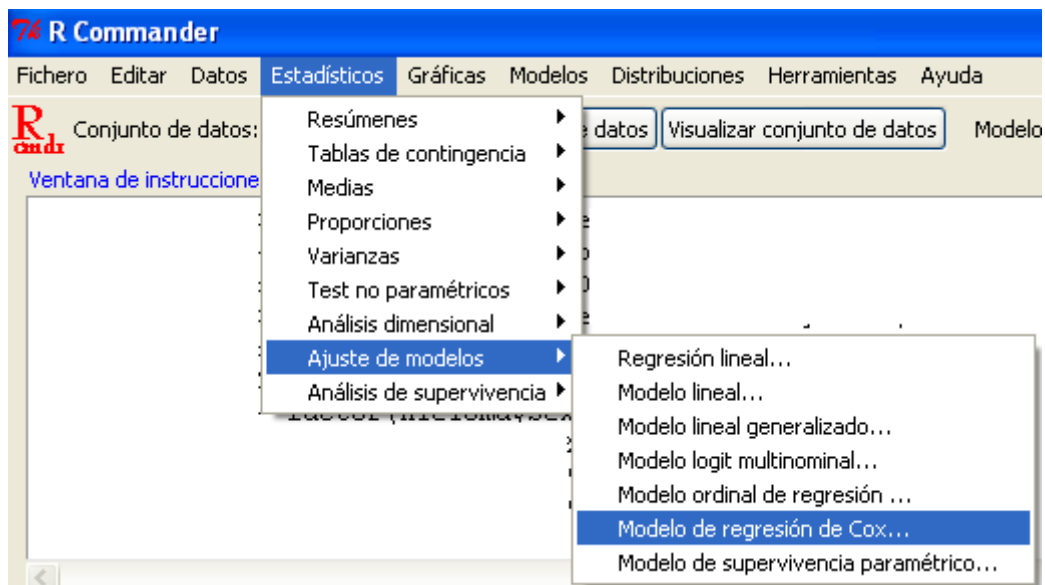 R Commander
Fichero Editar Datos Estadísticos Gráficas Modelos Distribuciones Herramientas Ayuda
R cmdr Conjunto de datos: datos Visualizar conjunto de datos Modelo
Ventana de instruccione
Resúmenes
Tablas de contingencia
Medias
Proporciones
Varianzas
Test no paramétricos
Análisis dimensional
Ajuste de modelos
Análisis de supervivencia
Regresión lineal...
Modelo lineal...
Modelo lineal generalizado...
Modelo logit multinominal...
Modelo ordinal de regresión ...
Modelo de regresión de Cox...
Modelo de supervivencia paramétrico...